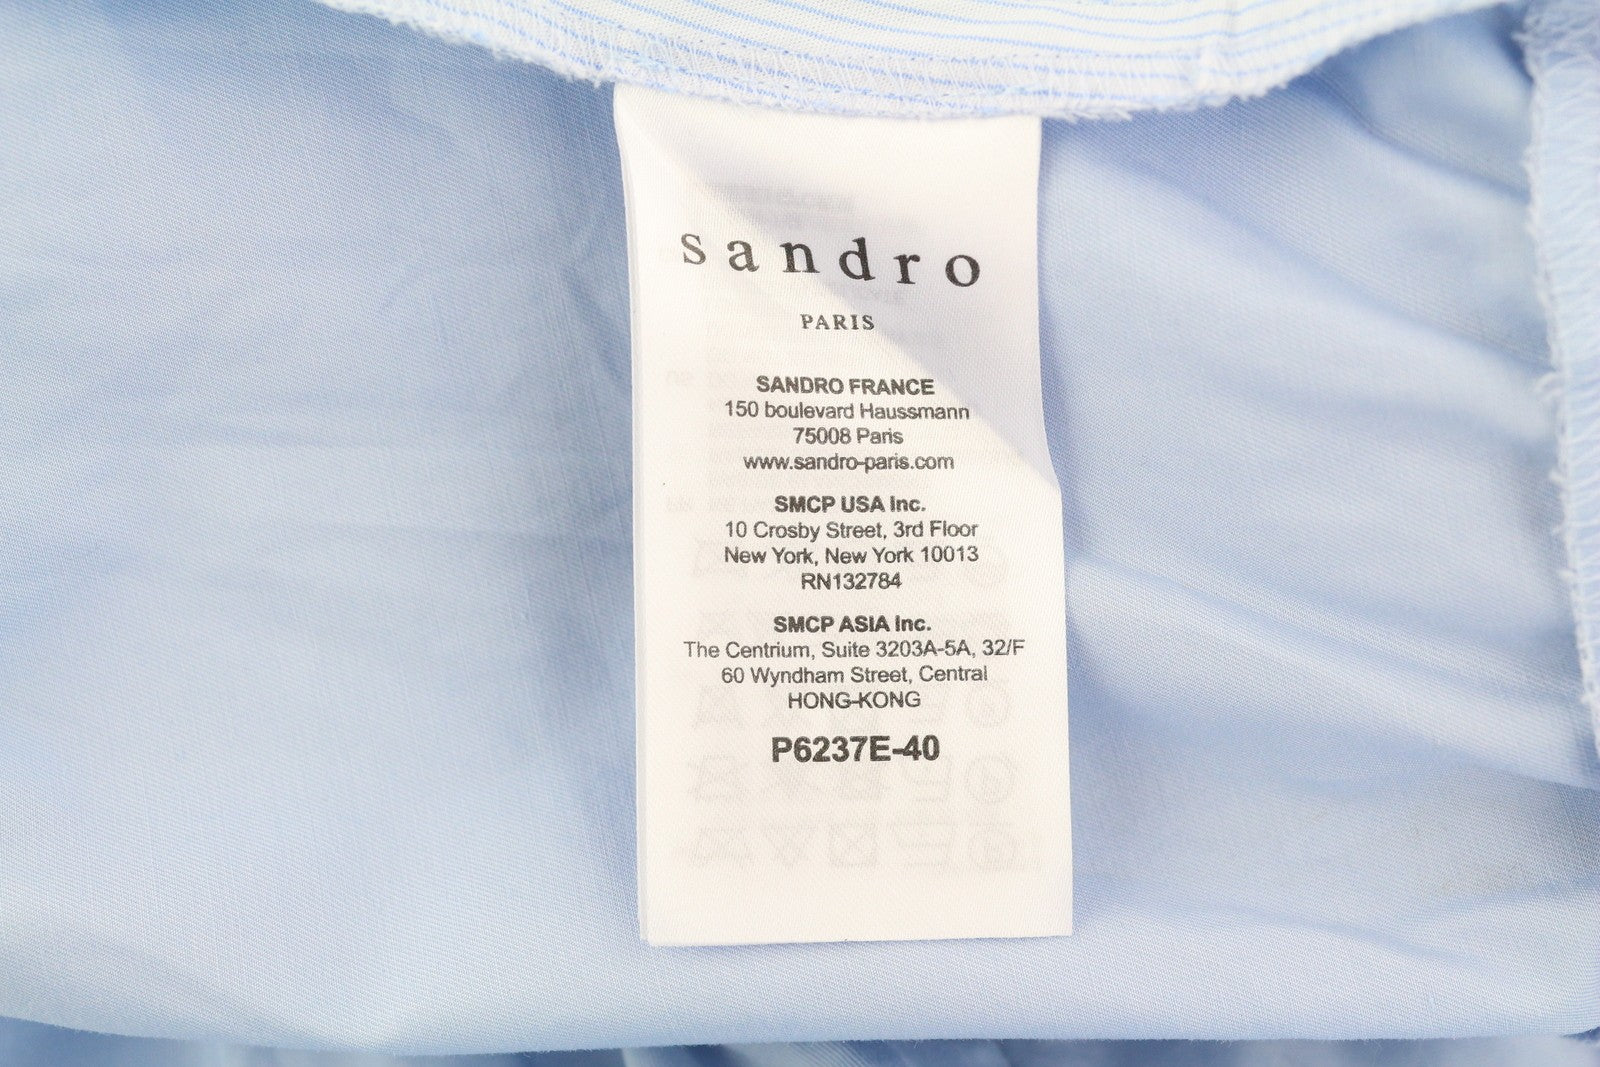 sandro
PARIS
SANDRO FRANCE
150 boulevard Haussmann
75008 Paris
www.sandro-paris.com
SMCP USA Inc.
10 Crosby Street, 3rd Floor
New York, New York 10013
RN132784
SMCP ASIA Inc.
The Centrium, Suite 3203A-5A, 32/F
60 Wyndham Street, Central
HONG-KONG
P6237E-40